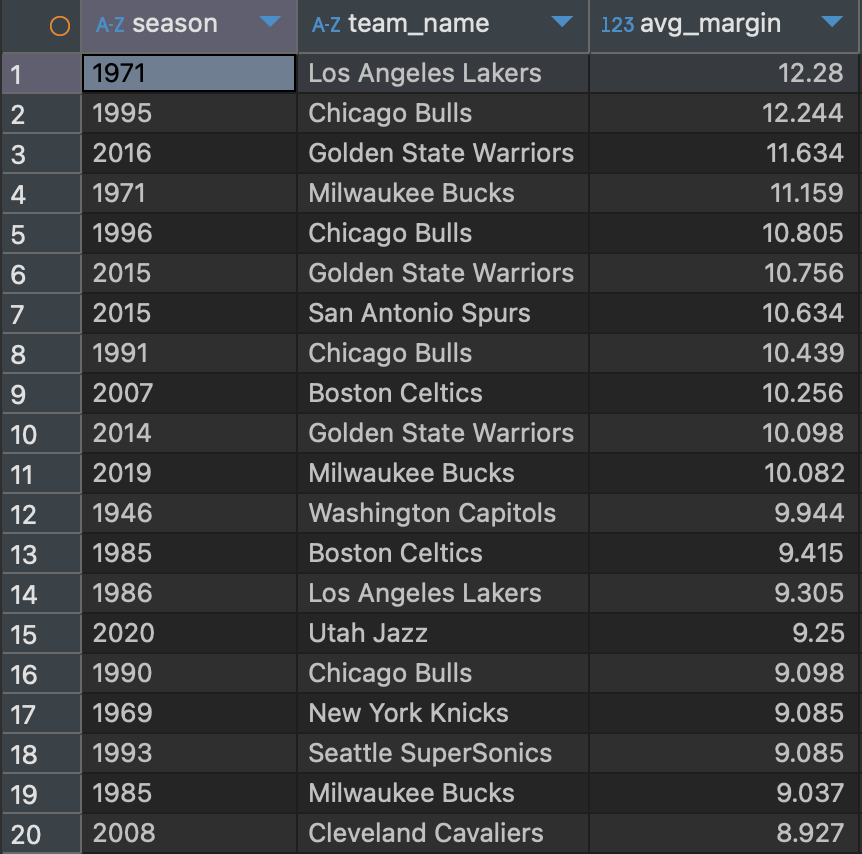 A-Z season A-Z team_name 123 avg_margin
1 1971 Los Angeles Lakers 12.28
2 1995 Chicago Bulls 12.244
3 2016 Golden State Warriors 11.634
4 1971 Milwaukee Bucks 11.159
5 1996 Chicago Bulls 10.805
6 2015 Golden State Warriors 10.756
7 2015 San Antonio Spurs 10.634
8 1991 Chicago Bulls 10.439
9 2007 Boston Celtics 10.256
10 2014 Golden State Warriors 10.098
11 2019 Milwaukee Bucks 10.082
12 1946 Washington Capitols 9.944
13 1985 Boston Celtics 9.415
14 1986 Los Angeles Lakers 9.305
15 2020 Utah Jazz 9.25
16 1990 Chicago Bulls 9.098
17 1969 New York Knicks 9.085
18 1993 Seattle SuperSonics 9.085
19 1985 Milwaukee Bucks 9.037
20 2008 Cleveland Cavaliers 8.927